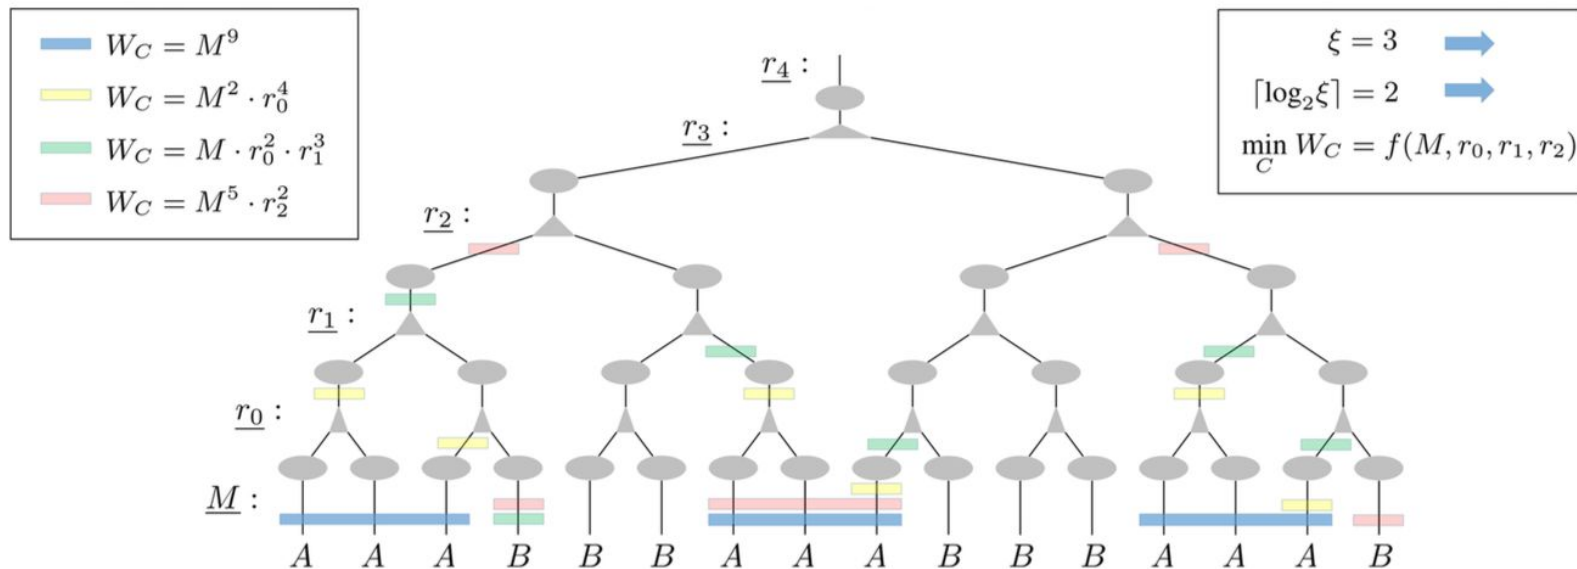 W_C = M^9
W_C = M^2 · r_0^4
W_C = M · r_0^2 · r_1^3
W_C = M^5 · r_2^2
ξ = 3
⌈log_2 ξ⌉ = 2
min_C W_C = f(M, r_0, r_1, r_2)
r_4 :
r_3 :
r_2 :
r_1 :
r_0 :
M :
A A A B B B A A A B B B A A A B